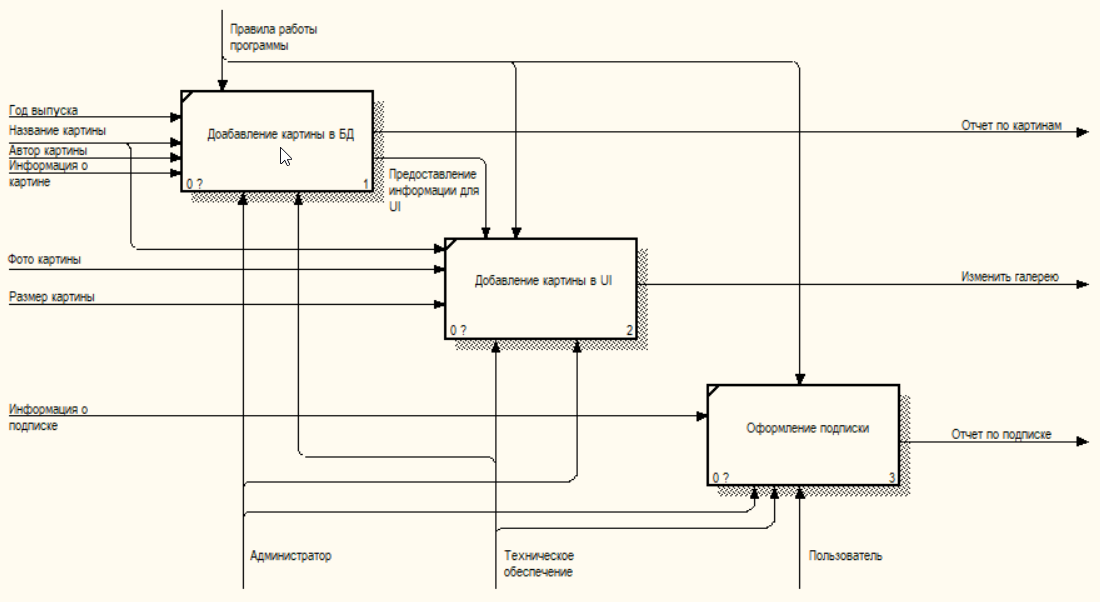 Правила работы
программы
Год выпуска
Название картины
Автор картины
Информация о
картине
Доабавление картины в БД
0 ?
1
Отчет по картинам
Предоставление
информации для
UI
Фото картины
Размер картины
Добавление картины в UI
0 ?
2
Изменить галерею
Информация о
подписке
Оформление подписки
0 ?
3
Отчет по подписке
Администратор
Техническое
обеспечение
Пользователь